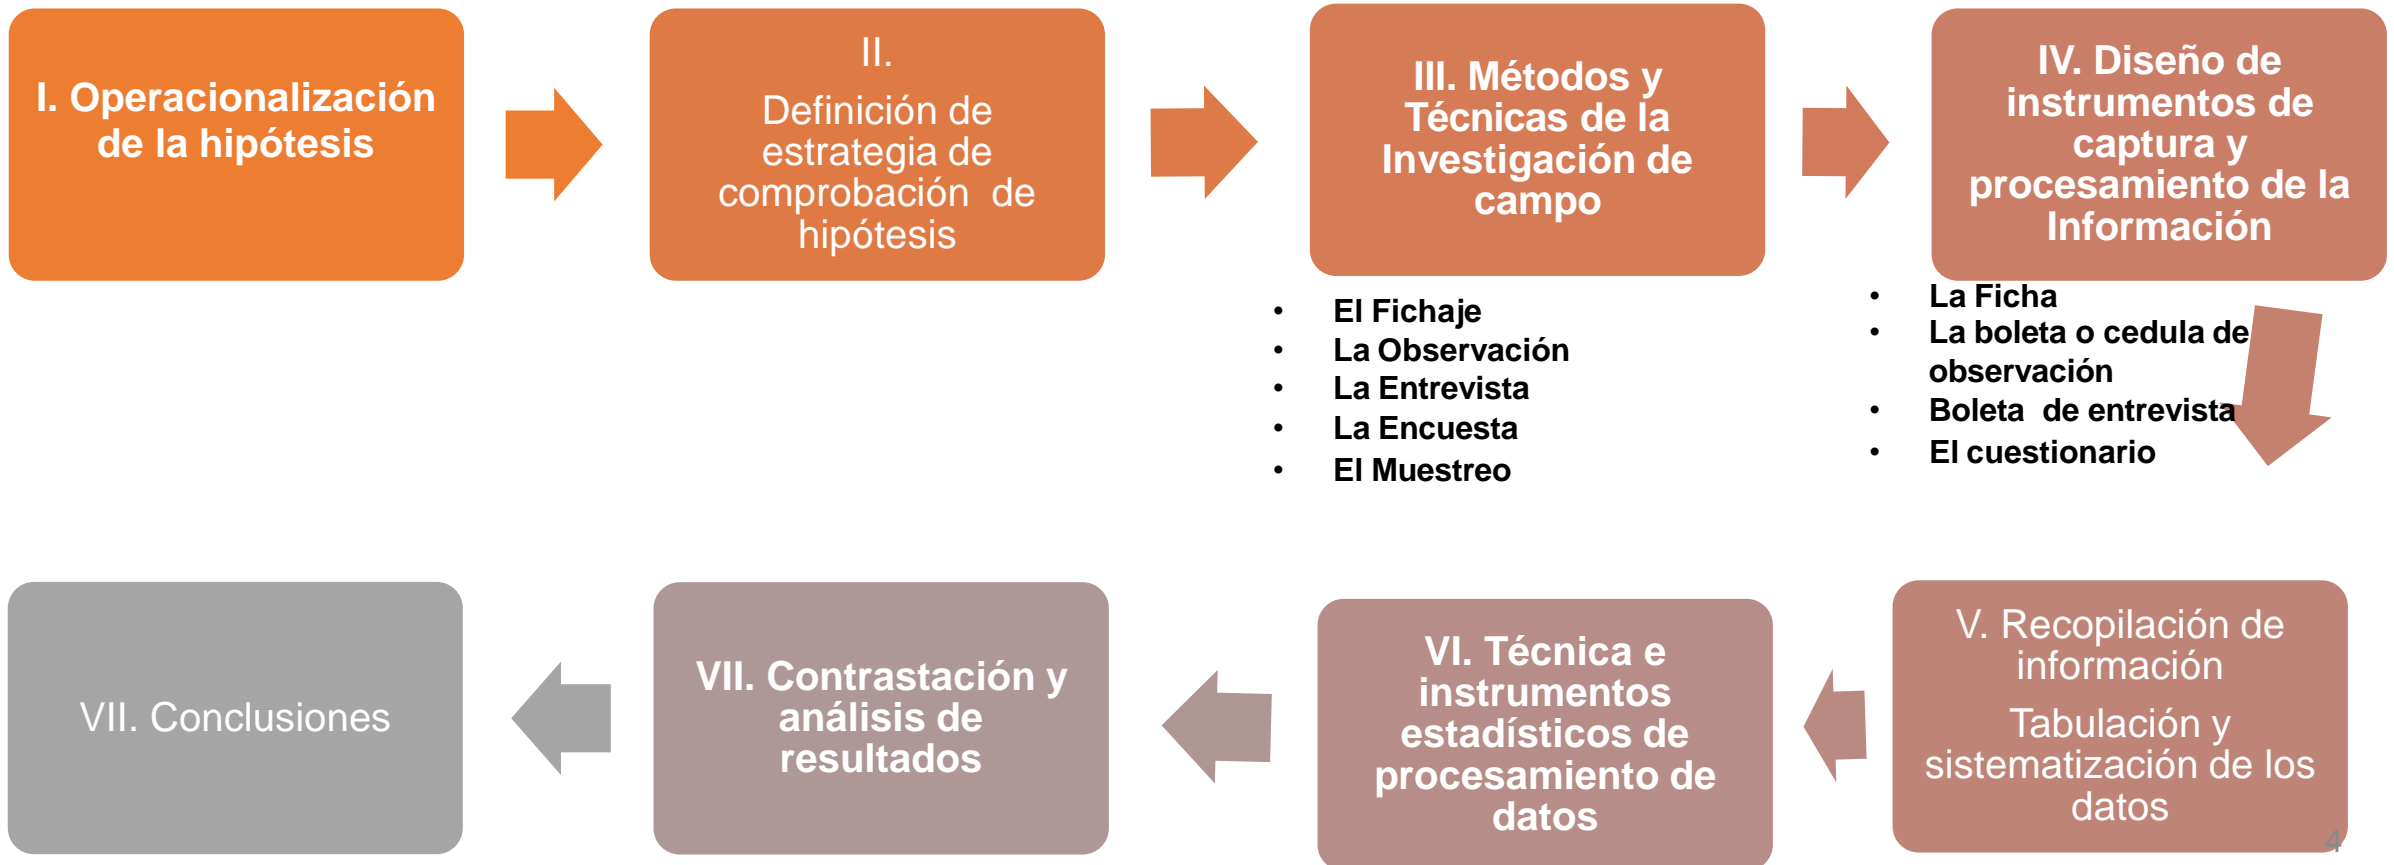 I. Operacionalización
de la hipótesis
II.
Definición de
estrategia de
comprobación  de
hipótesis
III. Métodos y
Técnicas de la
Investigación de
campo
IV. Diseño de
instrumentos de
captura y
procesamiento de la
Información
• El Fichaje
• La Observación
• La Entrevista
• La Encuesta
• El Muestreo
• La Ficha
• La boleta o cedula de
observación
• Boleta  de entrevista
• El cuestionario
V. Recopilación de
información
Tabulación y
sistematización de los
datos
VI. Técnica e
instrumentos
estadísticos de
procesamiento de
datos
VII. Contrastación y
análisis de
resultados
VII. Conclusiones
4